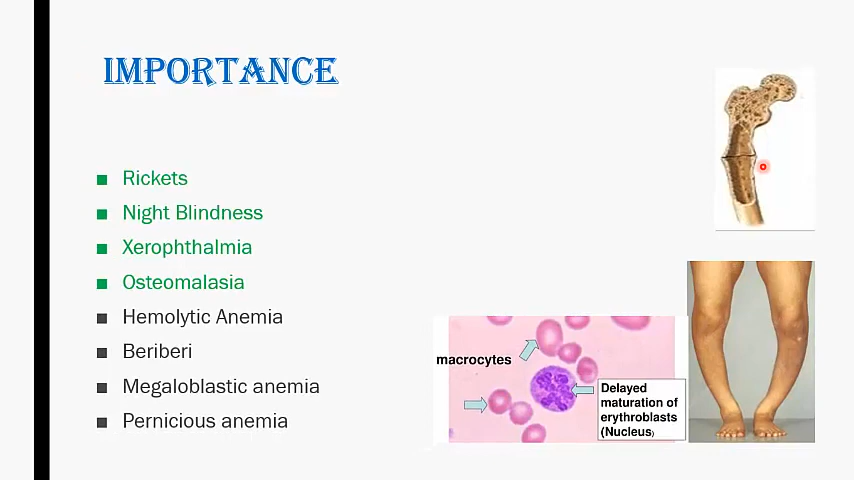 IMPORTANCE
Rickets
Night Blindness
Xerophthalmia
Osteomalasia
Hemolytic Anemia
Beriberi
Megaloblastic anemia
Pernicious anemia
macrocytes
Delayed
maturation of
erythroblasts
(Nucleus)